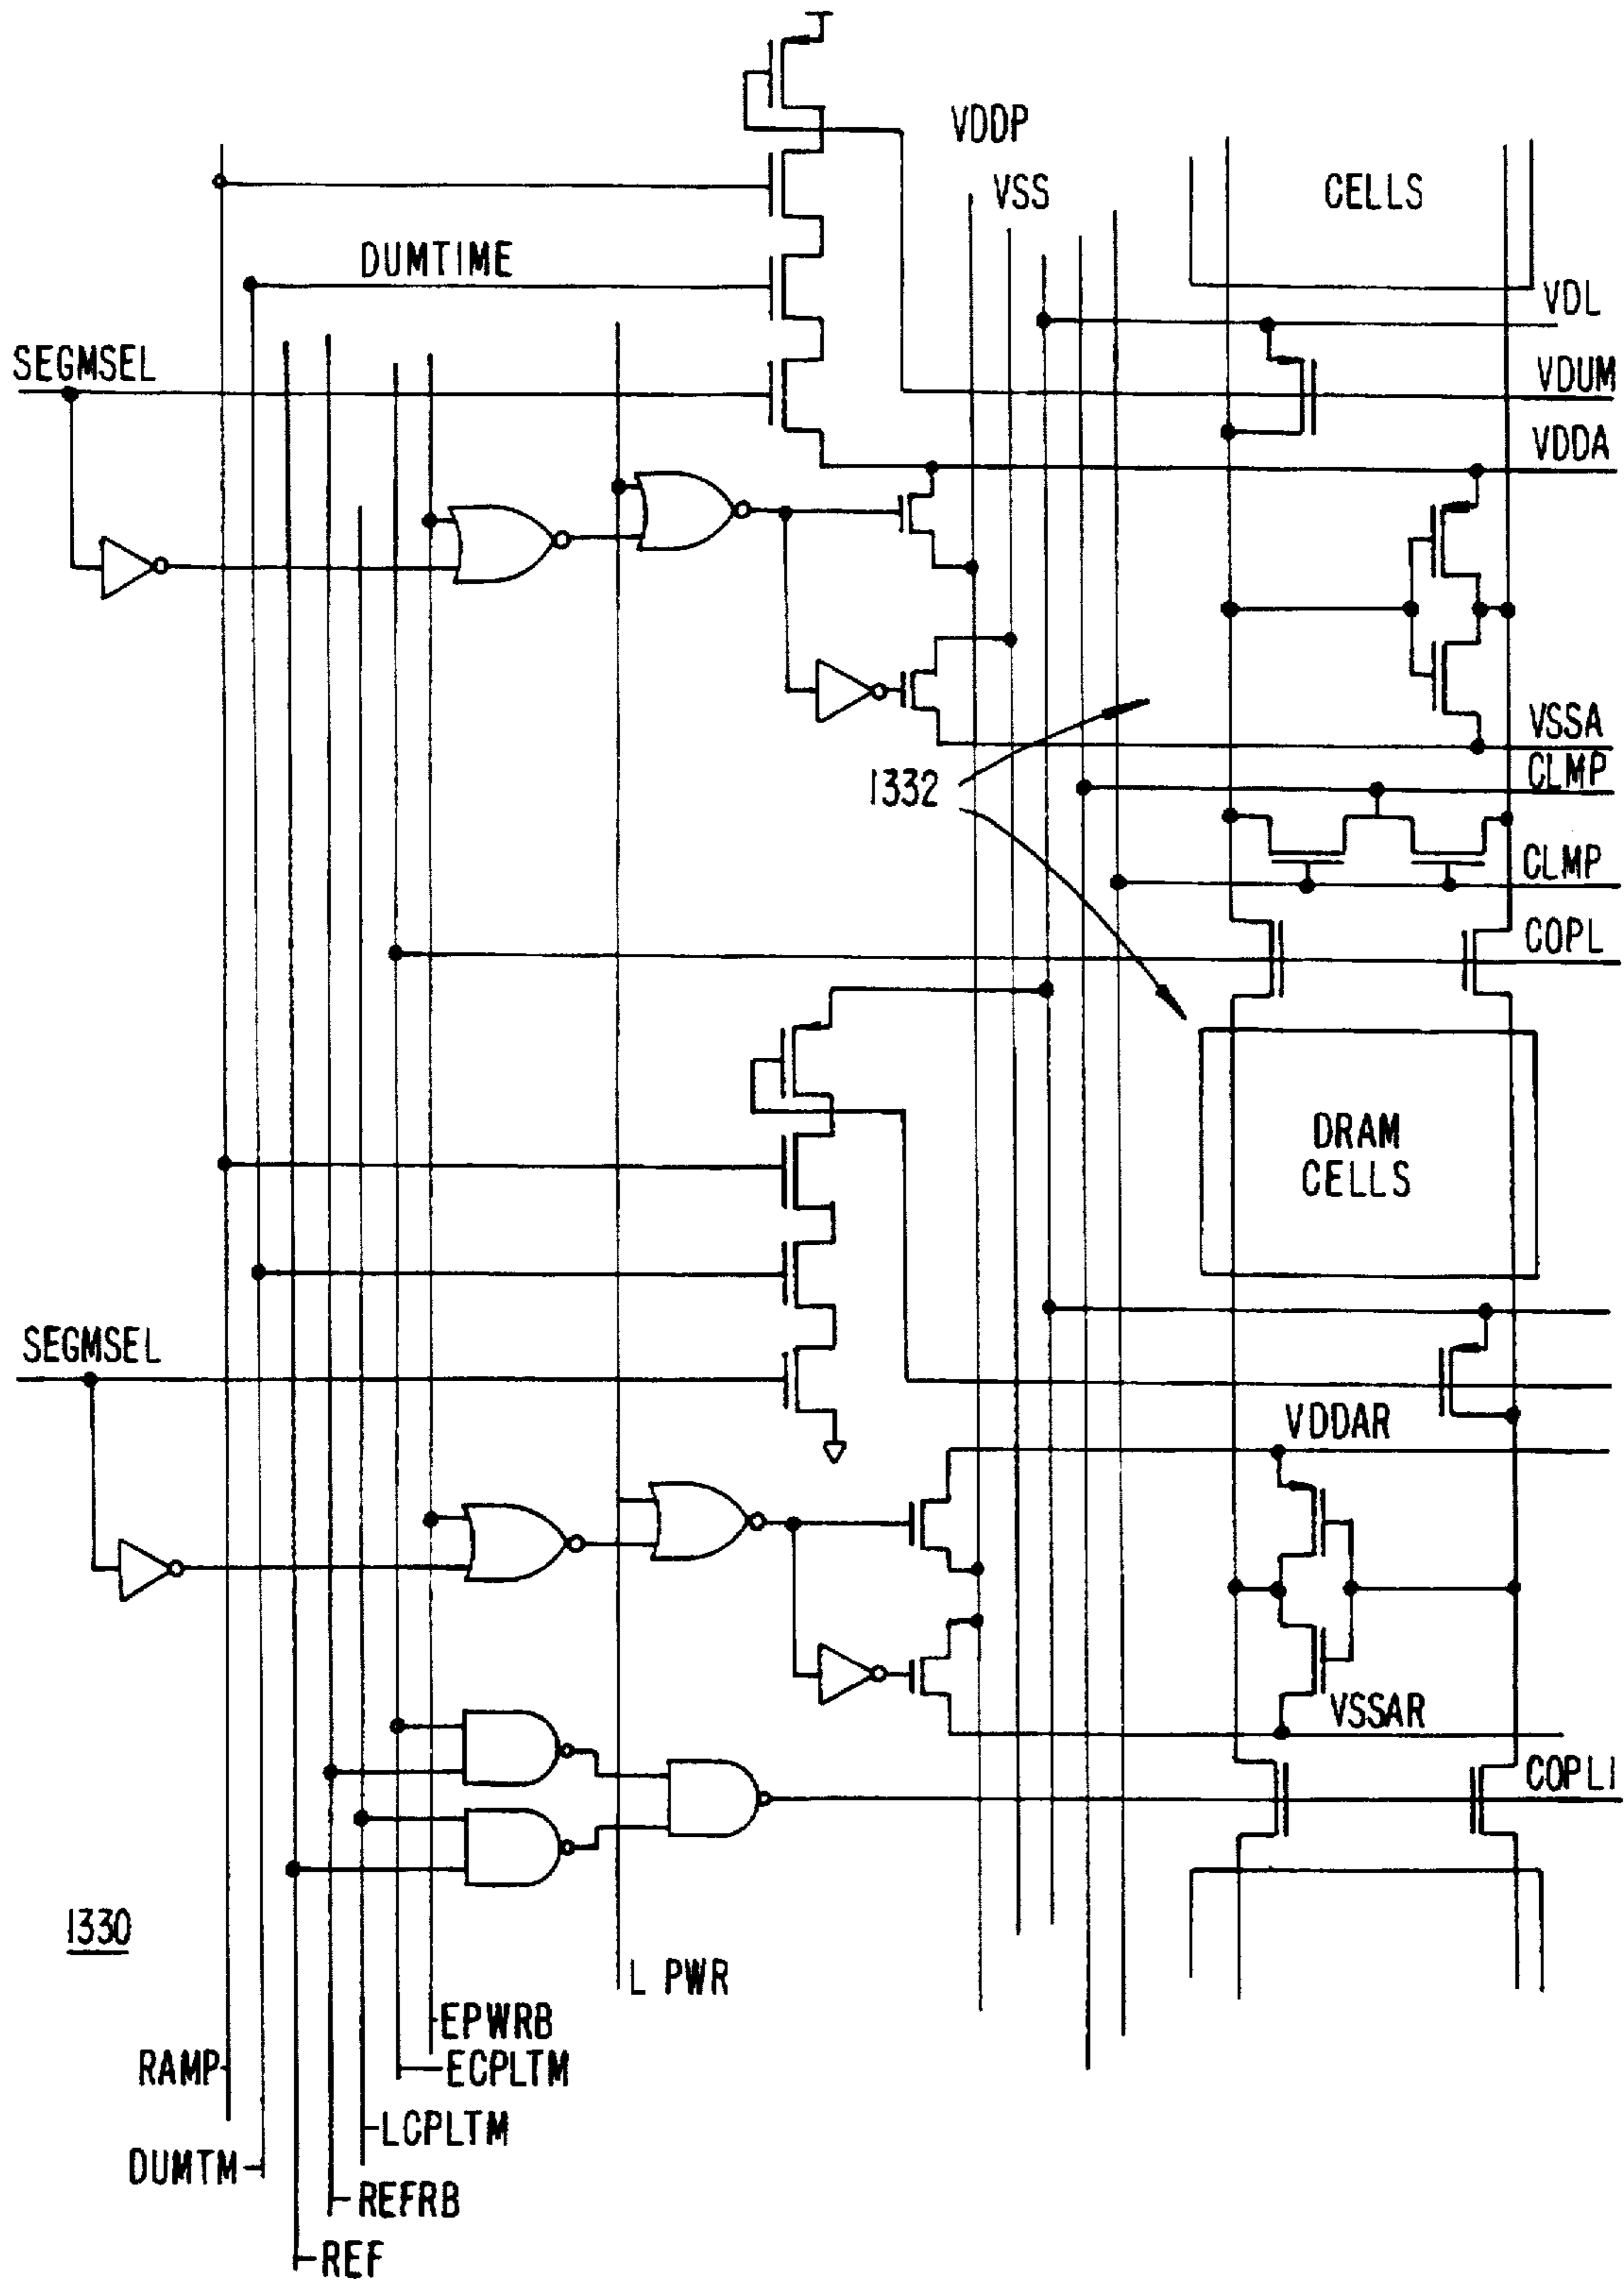 VDDP
VSS
CELLS
DUMTIME
VDL
SEGMSEL
VDUM
VDDA
VSSA
CLMP
1332
CLMP
COPL
DRAM
CELLS
SEGMSEL
VDDAR
VSSAR
COPL1
1330
L PWR
EPWRB
RAMP
ECPLTM
LCPLTM
DUMTM
REFRB
REF